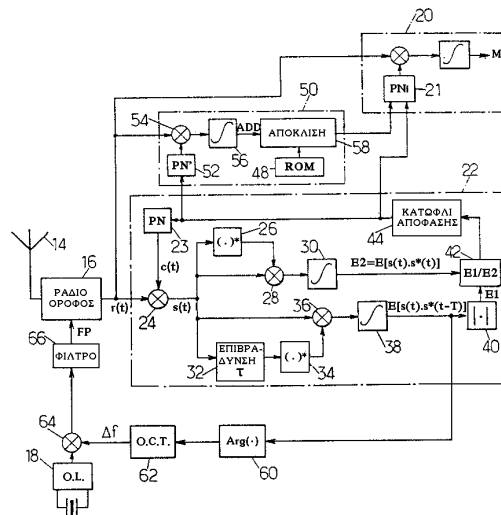 20
M
PNi
21
50
54
ADD
ΑΠΟΚΛΙΣΗ
56
58
PN'
52
48
ROM
22
14
PN
23
26
(.)*
44
ΚΑΤΩΦΛΙ
ΑΠΟΦΑΣΗΣ
16
c(t)
30
42
ΡΑΔΙΟ
ΟΡΟΦΟΣ
r(t)
24
s(t)
28
E2=E[s(t).s*(t)]
E1/E2
E1
36
E[s(t).s*(t-T)]
FP
66
ΦΙΛΤΡΟ
ΕΠΙΒΡΑ-
ΔΥΝΣΗ
τ
32
(.)*
34
38
|·|
40
64
Δf
O.C.T.
62
Arg(·)
60
18
O.L.